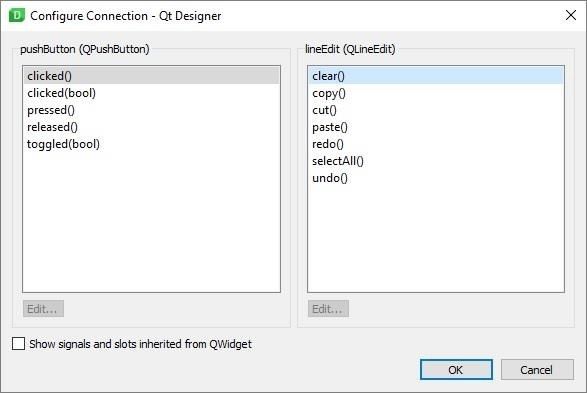 Configure Connection - Qt Designer
pushButton (QPushButton)
clicked()
clicked(bool)
pressed()
released()
toggled(bool)
Edit...
lineEdit (QLineEdit)
clear()
copy()
cut()
paste()
redo()
selectAll()
undo()
Edit...
Show signals and slots inherited from QWidget
OK
Cancel